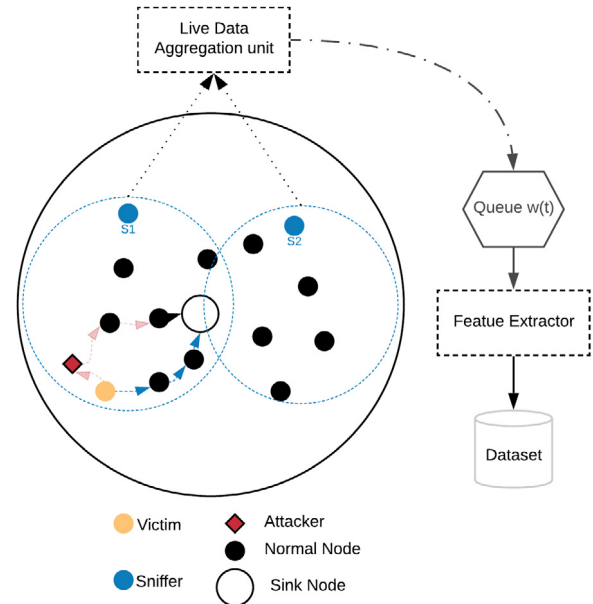 Live Data
Aggregation unit
S1
S2
Queue w(t)
Featue Extractor
Dataset
Victim
Attacker
Normal Node
Sniffer
Sink Node